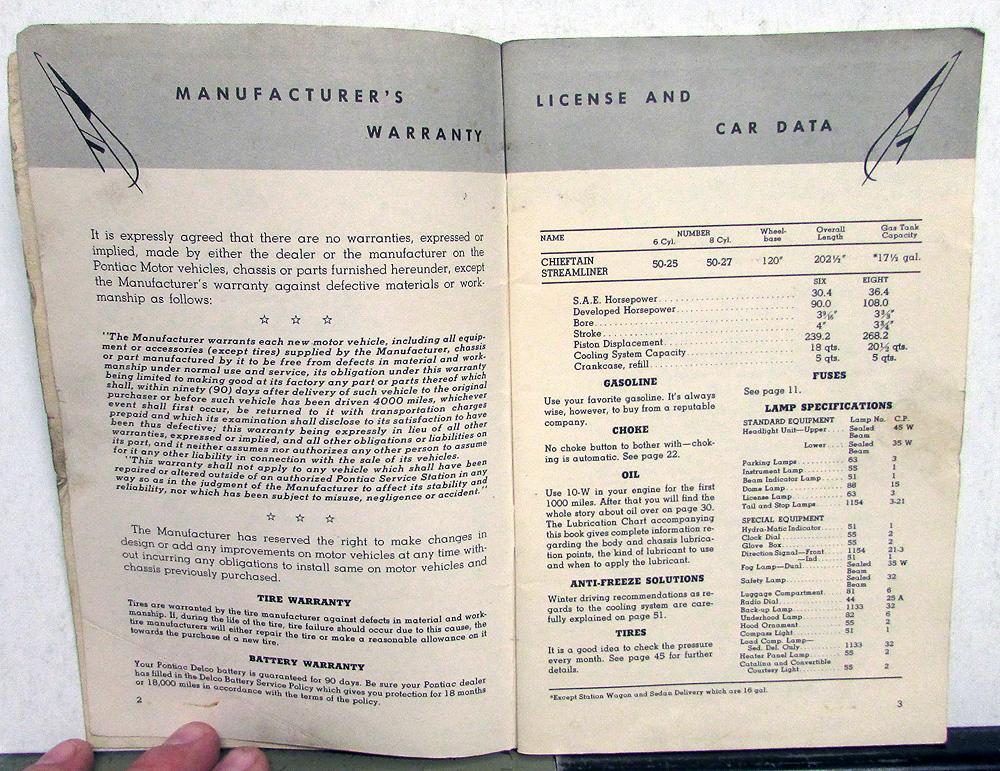 MANUFACTURER'S
WARRANTY
It is expressly agreed that there are no warranties, expressed or
implied, made by either the dealer or the manufacturer on the
Pontiac Motor vehicles, chassis or parts furnished hereunder, except
the Manufacturer's warranty against defective materials or work-
manship as follows:
☆ ☆ ☆
"The Manufacturer warrants each new motor vehicle, including all equip-
ment or accessories (except tires) supplied by the Manufacturer, chassis
or part manufactured by it to be free from defects in material and work-
manship under normal use and service, its obligation under this warranty
being limited to making good at its factory any part or parts thereof which
shall, within ninety (90) days after delivery of such vehicle to the original
purchaser or before such vehicle has been driven 4000 miles, whichever
event shall first occur, be returned to it with transportation charges
prepaid and which its examination shall disclose to its satisfaction to have
been thus defective; this warranty being expressly in lieu of all other
warranties, expressed or implied, and all other obligations or liabilities on
its part, and it neither assumes nor authorizes any other person to assume
for it any other liability in connection with the sale of its vehicles.
"This warranty shall not apply to any vehicle which shall have been
repaired or altered outside of an authorized Pontiac Service Station in any
way so as in the judgment of the Manufacturer to affect its stability and
reliability, nor which has been subject to misuse, negligence or accident."
☆ ☆ ☆
The Manufacturer has reserved the right to make changes in
design or add any improvements on motor vehicles at any time with-
out incurring any obligations to install same on motor vehicles and
chassis previously purchased.
TIRE WARRANTY
Tires are warranted by the tire manufacturer against defects in material and work-
manship. If, during the life of the tire, tire failure should occur due to this cause, the
tire manufacturers will either repair the tire or make a reasonable allowance on it
towards the purchase of a new tire.
BATTERY WARRANTY
Your Pontiac Delco battery is guaranteed for 90 days. Be sure your Pontiac dealer
has filled in the Delco Battery Service Policy which gives you protection for 18 months
or 18,000 miles in accordance with the terms of the policy.
2
LICENSE AND
CAR DATA
NAME NUMBER 6 Cyl. 8 Cyl. Wheel-base Overall Length Gas Tank Capacity
CHIEFTAIN
STREAMLINER 50-25 50-27 120" 202½" *17½ gal.
SIX EIGHT
S.A.E. Horsepower 30.4 36.4
Developed Horsepower 90.0 108.0
Bore 3 9/16" 3⅜"
Stroke 4" 3¾"
Piston Displacement 239.2 268.2
Cooling System Capacity 18 qts. 20½ qts.
Crankcase, refill 5 qts. 5 qts.
GASOLINE
Use your favorite gasoline. It's always
wise, however, to buy from a reputable
company.
CHOKE
No choke button to bother with—chok-
ing is automatic. See page 22.
OIL
Use 10-W in your engine for the first
1000 miles. After that you will find the
whole story about oil over on page 30.
The Lubrication Chart accompanying
this book gives complete information re-
garding the body and chassis lubrica-
tion points, the kind of lubricant to use
and when to apply the lubricant.
ANTI-FREEZE SOLUTIONS
Winter driving recommendations as re-
gards to the cooling system are care-
fully explained on page 51.
TIRES
It is a good idea to check the pressure
every month. See page 45 for further
details.
FUSES
See page 11.
LAMP SPECIFICATIONS
STANDARD EQUIPMENT Lamp No. C.P.
Headlight Unit—Upper Sealed Beam 45 W
Lower Sealed Beam 35 W
Parking Lamps 63 3
Instrument Lamp 55 1
Beam Indicator Lamp 51 1
Dome Lamp 88 15
License Lamp 63 3
Tail and Stop Lamps 1154 3-21
SPECIAL EQUIPMENT
Hydra-Matic Indicator 51 1
Clock Dial 55 2
Glove Box 55 2
Direction Signal—Front 1154 21-3
—Ind. 51 1
Fog Lamp—Dual Sealed Beam 35 W
Safety Lamp Sealed Beam 32
Luggage Compartment 81 6
Radio Dial 44 25 A
Back-up Lamp 1133 32
Underhood Lamp 82 6
Hood Ornament 55 2
Compass Light 51 1
Load Comp. Lamp—
Sed. Del. Only 1133 32
Heater Panel Lamp 55 2
Catalina and Convertible
Courtesy Light 55 2
*Except Station Wagon and Sedan Delivery which are 16 gal.
3